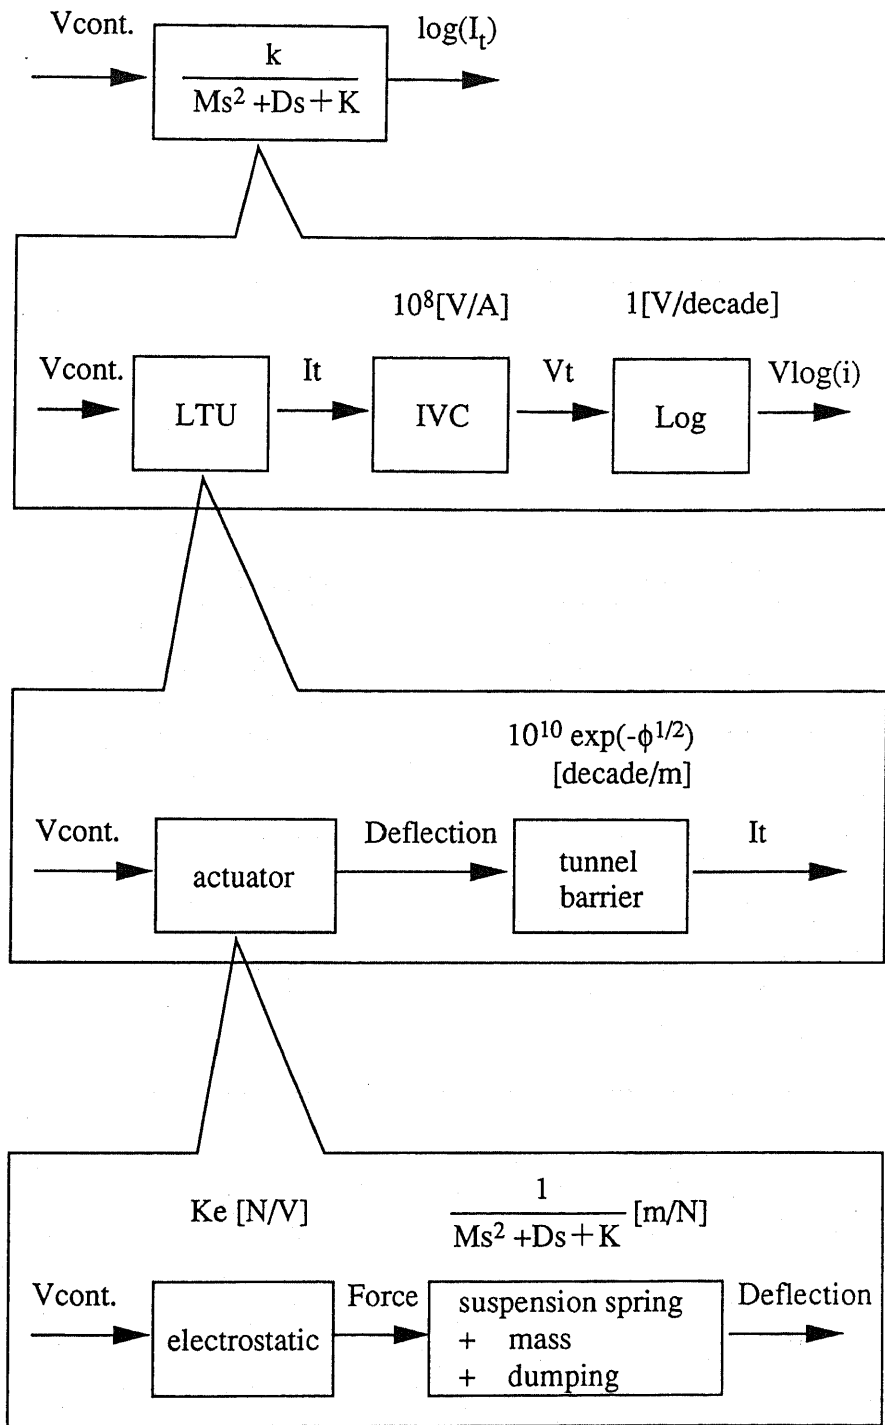 Vcont.
k
Ms² +Ds+K
log(I_t)
10⁸[V/A]
1[V/decade]
Vcont.
LTU
It
IVC
Vt
Log
Vlog(i)
10¹⁰ exp(-ϕ^1/2)
[decade/m]
Vcont.
actuator
Deflection
tunnel
barrier
It
Ke [N/V]
1
Ms² +Ds+K
[m/N]
Vcont.
electrostatic
Force
suspension spring
+ mass
+ dumping
Deflection